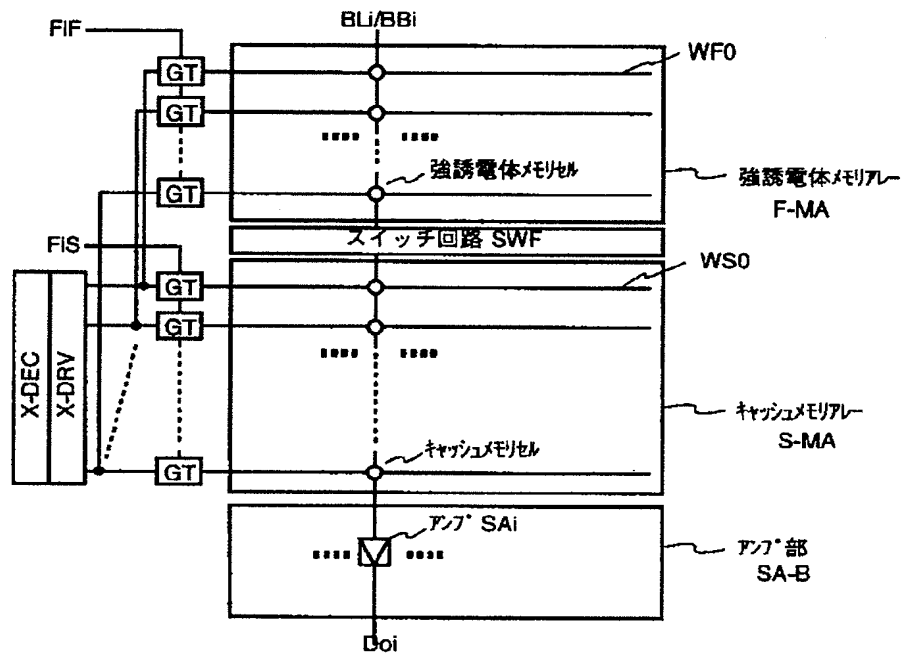 BLi/BBi
FIF
WF0
GT
GT
強誘電体メモリセル
GT
強誘電体メモリアレー
F-MA
スイッチ回路 SWF
FIS
WS0
GT
GT
X-DEC
X-DRV
キャッシュメモリアレー
S-MA
キャッシュメモリセル
GT
アンプ SAi
アンプ部
SA-B
Doi